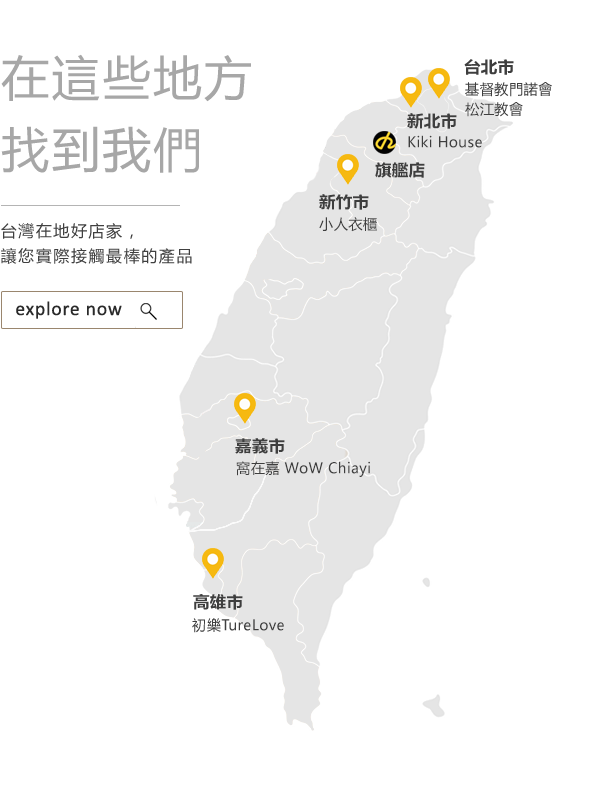 在這些地方
找到我們
台灣在地好店家，
讓您實際接觸最棒的產品
explore now
台北市
基督教門諾會
松江教會
新北市
Kiki House
旗艦店
新竹市
小人衣櫃
嘉義市
窩在嘉 WoW Chiayi
高雄市
初樂TureLove